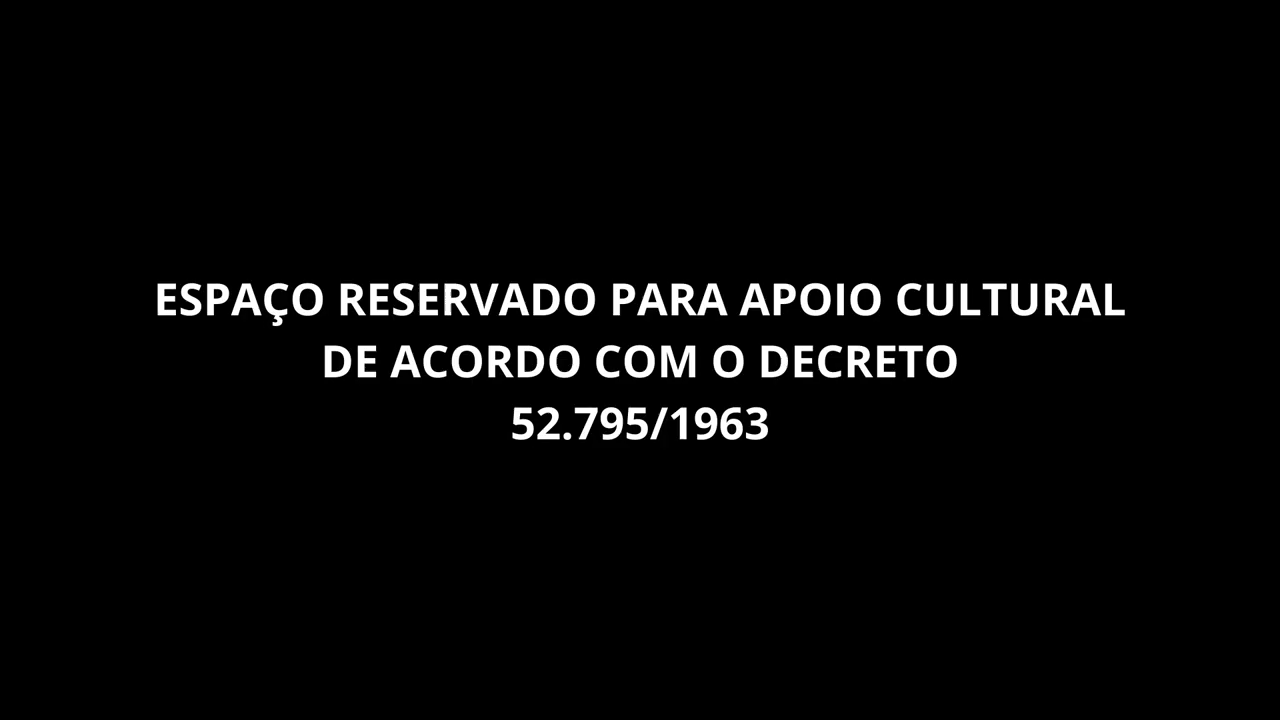 ESPAÇO RESERVADO PARA APOIO CULTURAL
DE ACORDO COM O DECRETO
52.795/1963